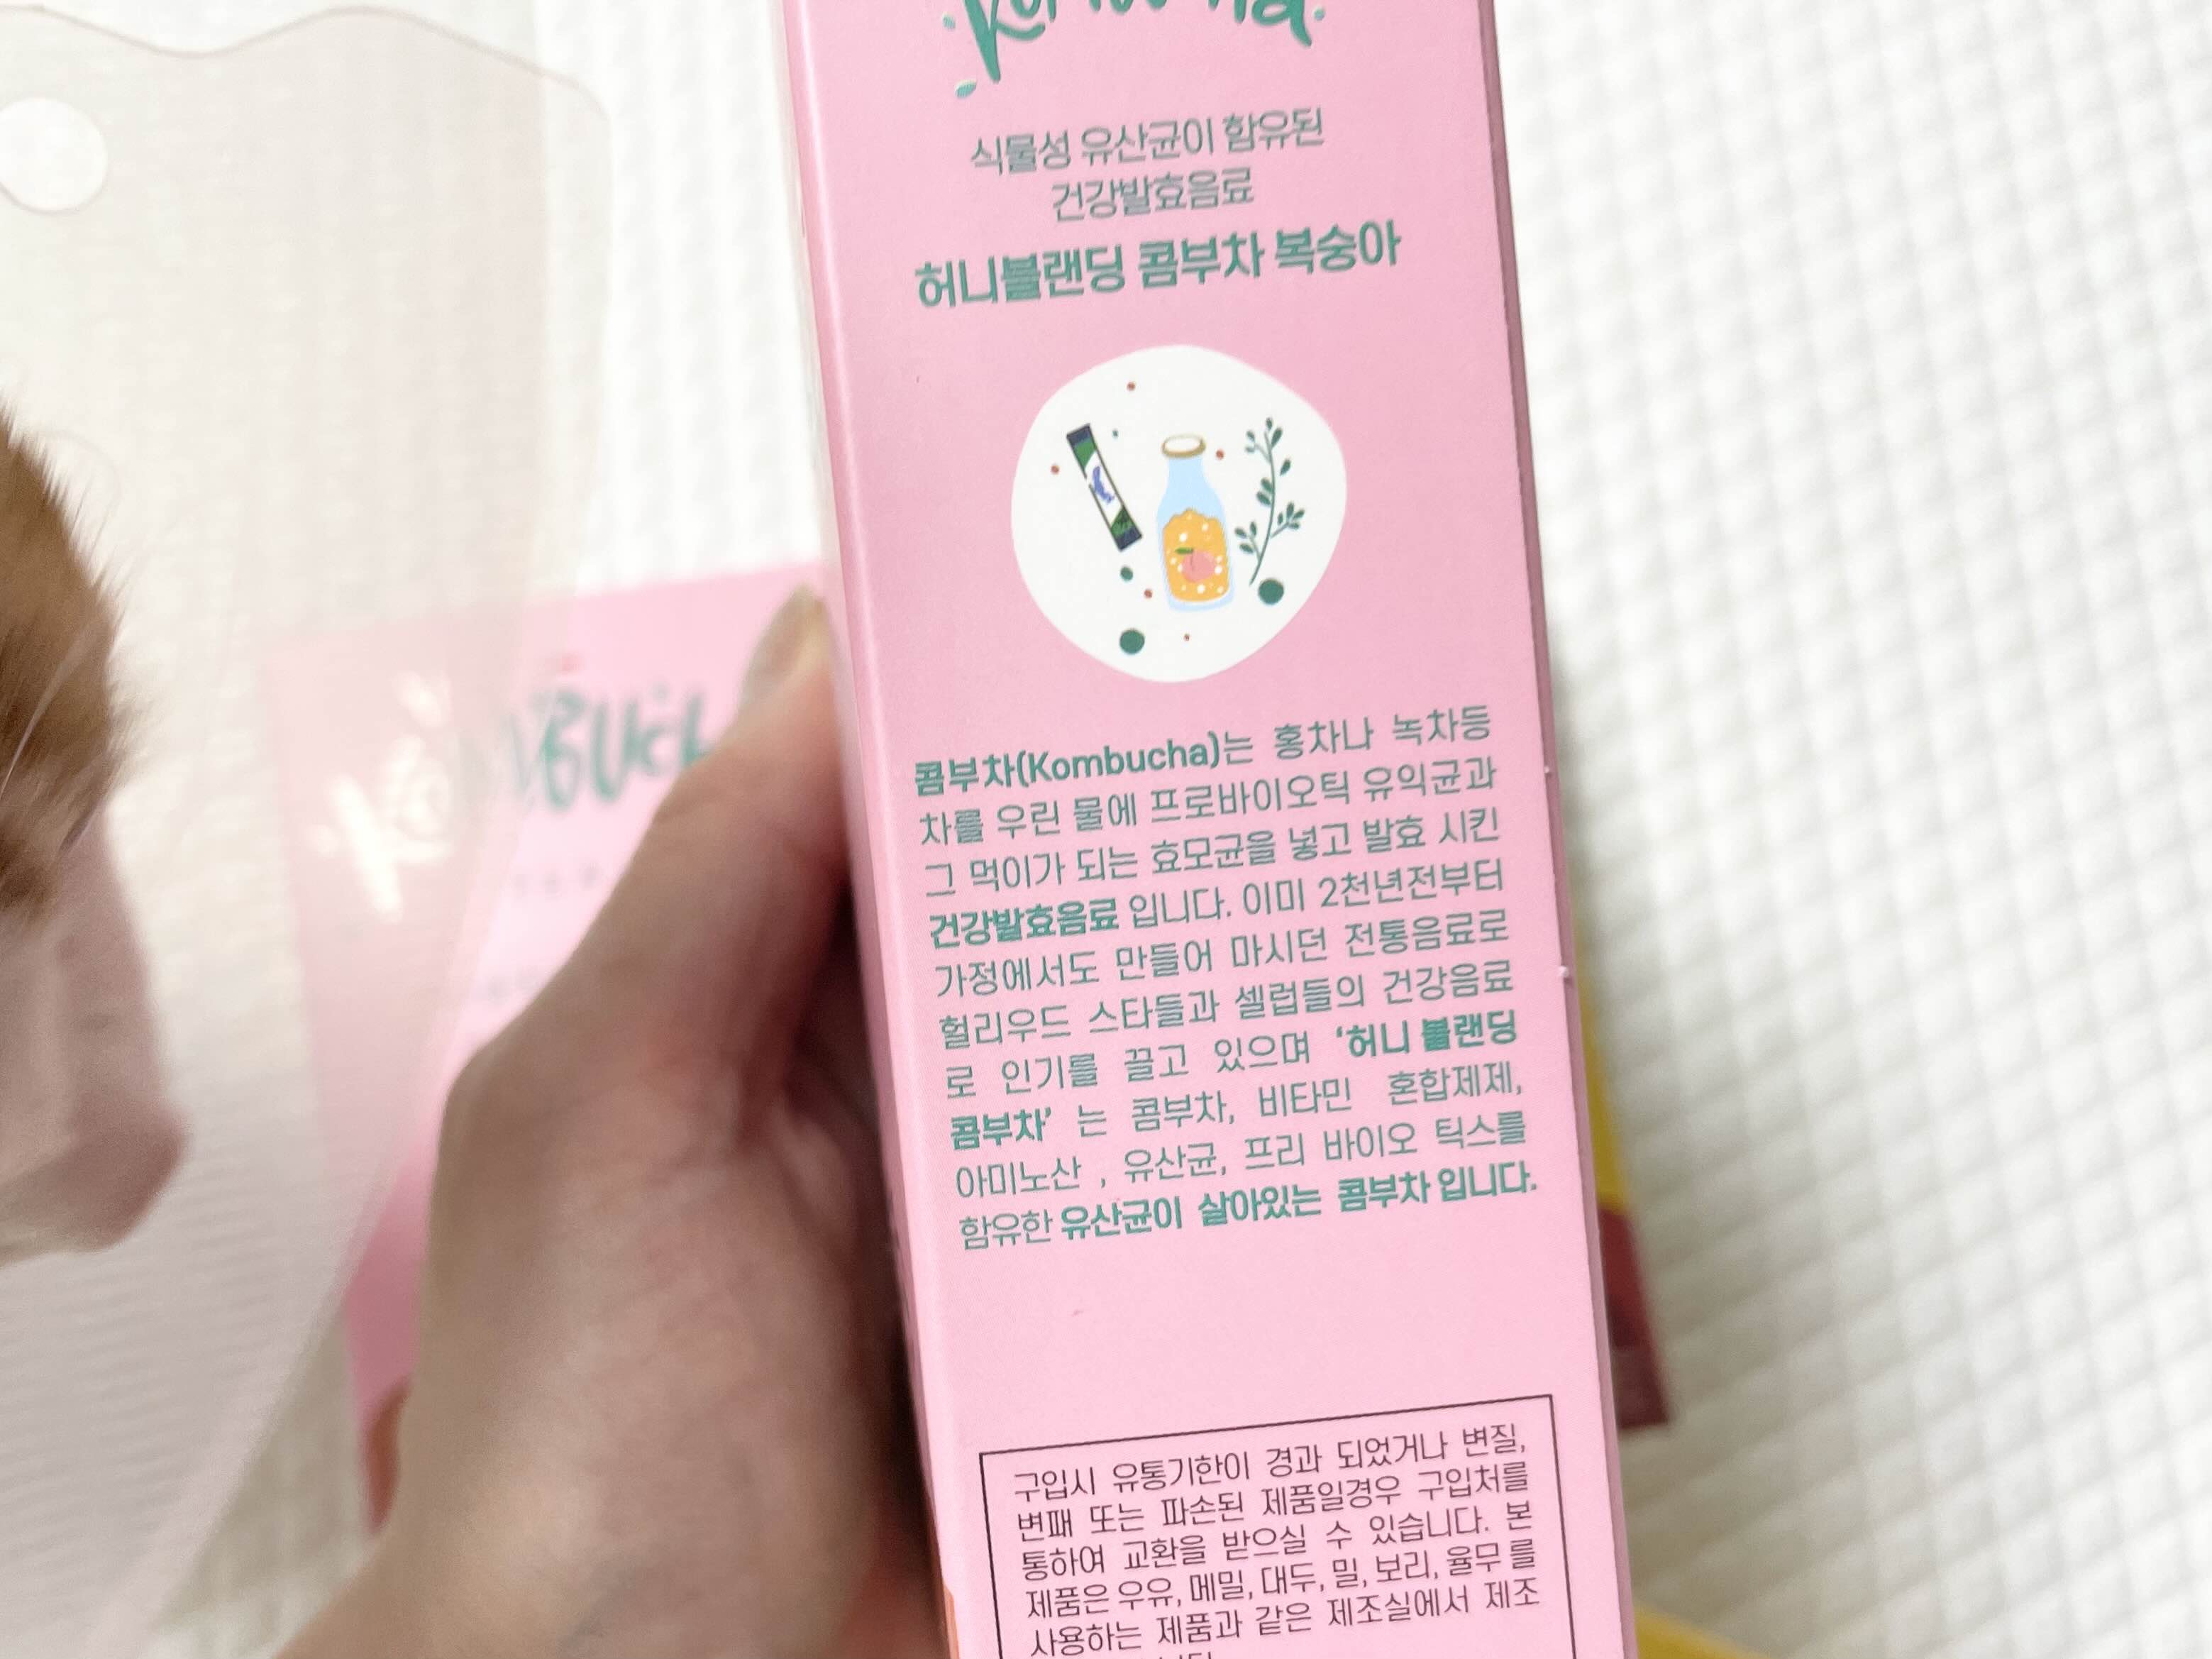 식물성 유산균이 함유된
건강발효음료
허니블랜딩 콤부차 복숭아
콤부차(Kombucha)는 홍차나 녹차등
차를 우린 물에 프로바이오틱 유익균과
그 먹이가 되는 효모균을 넣고 발효 시킨
건강발효음료 입니다. 이미 2천년전부터
가정에서도 만들어 마시던 전통음료로
헐리우드 스타들과 셀럽들의 건강음료
로 인기를 끌고 있으며 ‘허니 블랜딩
콤부차’ 는 콤부차, 비타민 혼합제제,
아미노산 , 유산균, 프리 바이오 틱스를
함유한 유산균이 살아있는 콤부차 입니다.
구입시 유통기한이 경과 되었거나 변질,
변패 또는 파손된 제품일경우 구입처를
통하여 교환을 받으실 수 있습니다. 본
제품은 우유, 메밀, 대두, 밀, 보리, 율무 를
사용하는 제품과 같은 제조실에서 제조